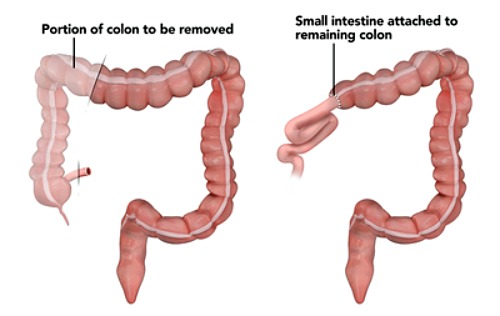 Portion of colon to be removed
Small intestine attached to
remaining colon